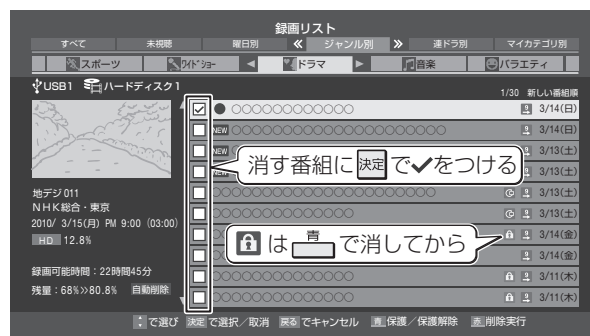 録画リスト
すべて 未視聴 曜日別 ≪ ジャンル別 ≫ 連ドラ別 マイカテゴリ別
スポーツ ワイドショー ◀ ドラマ ▶ 音楽 バラエティ
USB1 ハードディスク1
1/30 新しい番組順
● ○○○○○○○○○○○○ 3/14(日)
NEW ○○○○○○○○○○○○○○○○○○○○○ 3/14(日)
NEW 3/13(土)
消す番組に 決定 で✓をつける
NEW 3/13(土)
○○○○○○○○○○○○○○○○○○○○○ 3/13(土)
○○○○○○○○○○○○ 3/13(土)
は 青 で消してから
3/14(金)
3/14(金)
○○○○○○○○○○○○ 3/11(木)
○○○○○○○○○○○○ 3/11(木)
地デジ 011
NHK総合・東京
2010/ 3/15(月) PM 9:00 (03:00)
HD 12.8%
録画可能時間:22時間45分
残量:68%≫80.8% 自動削除
で選び 決定 で選択/取消 戻る でキャンセル 青 保護/保護解除 赤 削除実行